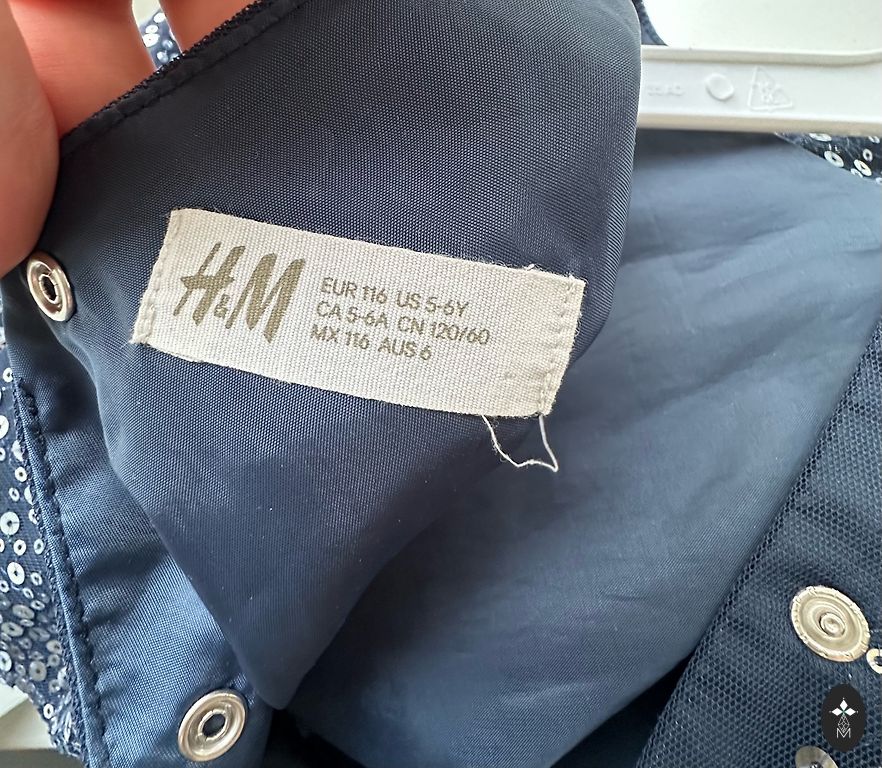 H&M
EUR 116 US 5-6Y
CA 5-6A CN 120/60
MX 116 AUS 6